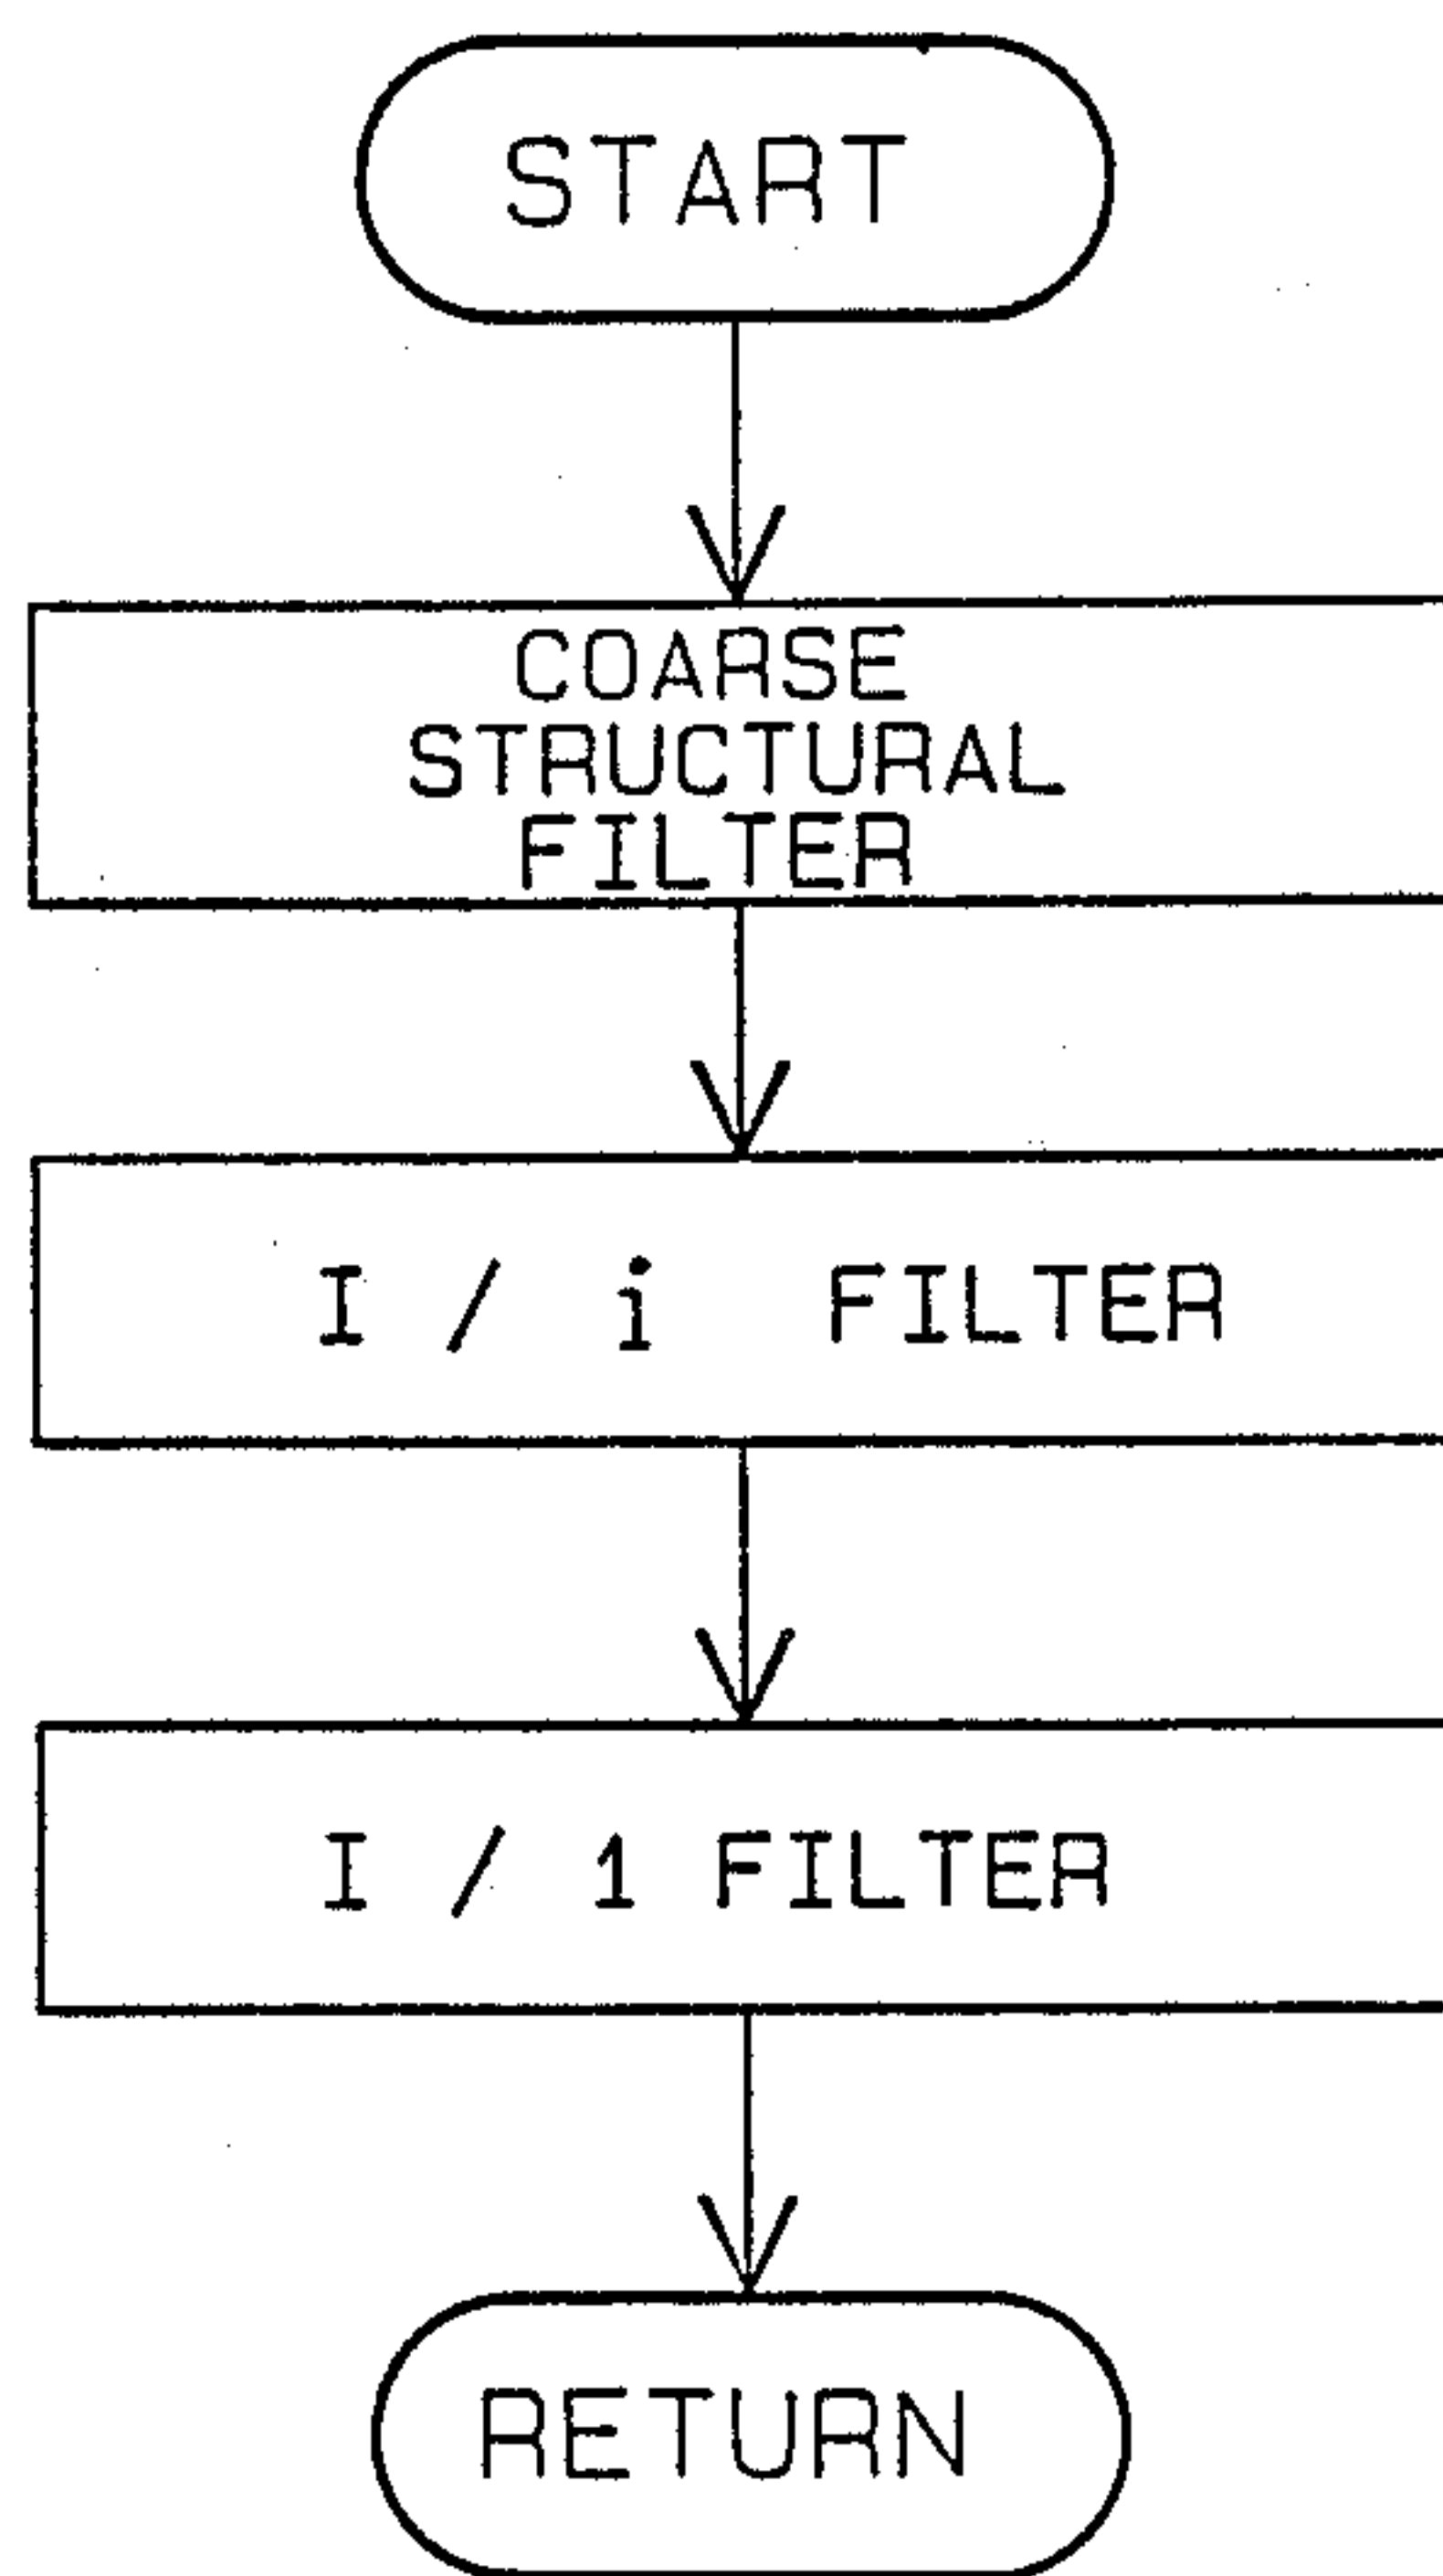 START
COARSE
STRUCTURAL
FILTER
I / i FILTER
I / 1 FILTER
RETURN